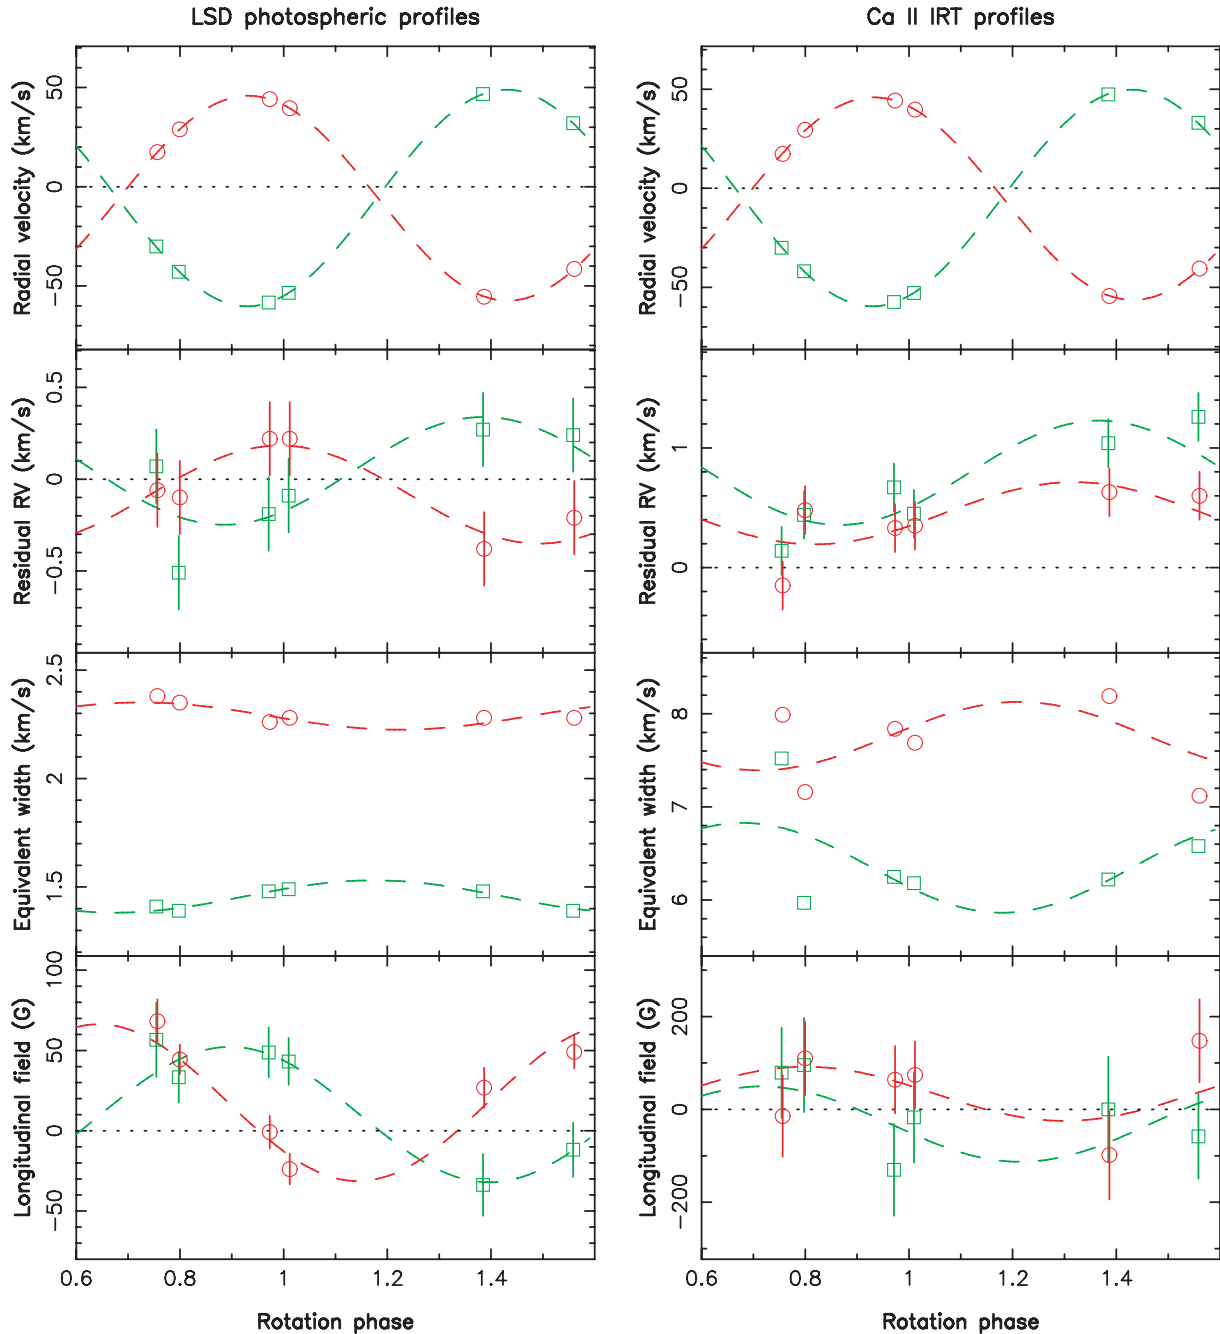 LSD photospheric profiles
Ca II IRT profiles
Radial velocity (km/s)
50
0
−50
Radial velocity (km/s)
50
0
−50
Residual RV (km/s)
0.5
0
−0.5
Residual RV (km/s)
1
0
Equivalent width (km/s)
2.5
2
1.5
1
Equivalent width (km/s)
8
7
6
Longitudinal field (G)
100
50
0
−50
Longitudinal field (G)
200
0
−200
0.6 0.8 1 1.2 1.4
0.6 0.8 1 1.2 1.4
Rotation phase
Rotation phase